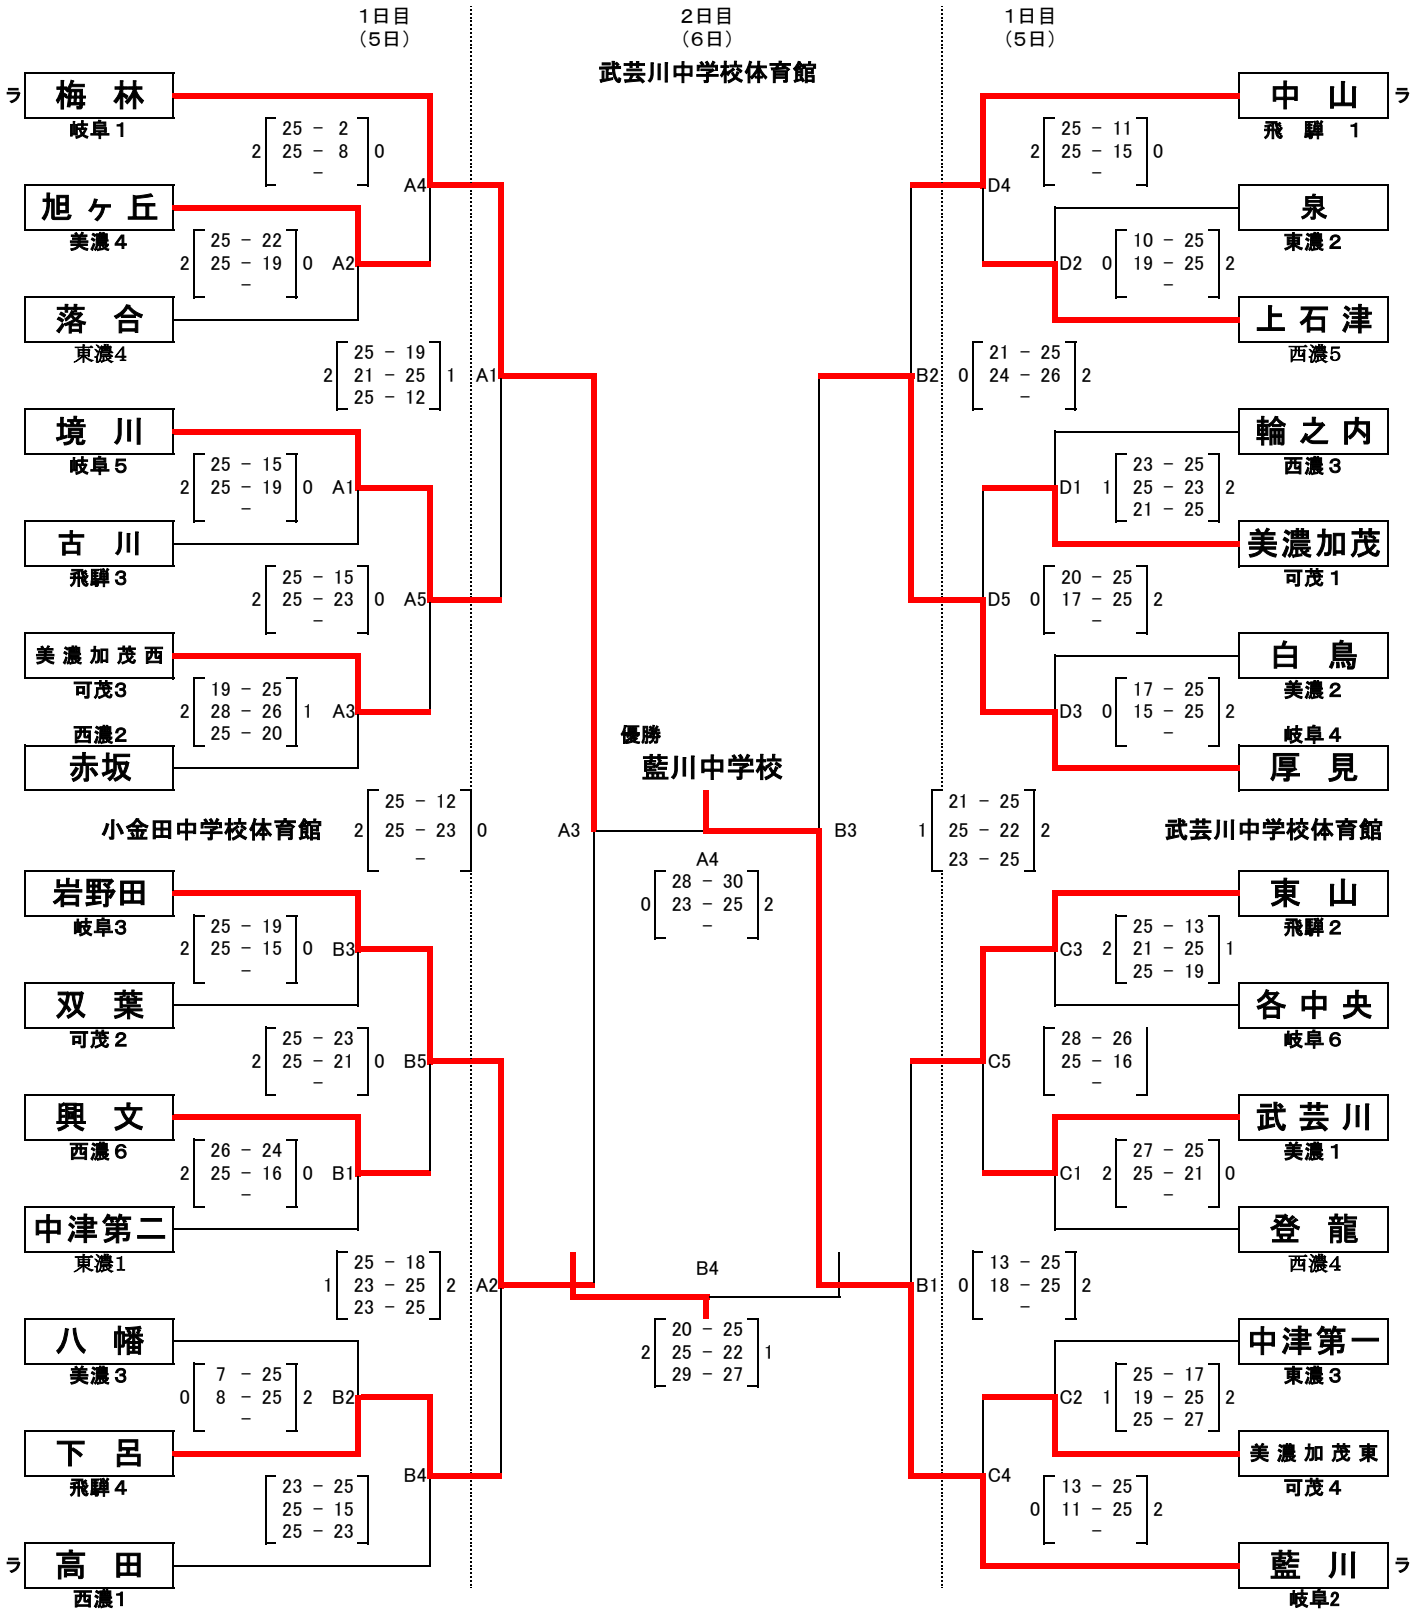 1日目
(5日)
2日目
(6日)
1日目
(5日)
武芸川中学校体育館
ラ
梅 林
岐阜1
25 - 2
2 25 - 8 0
-
A4
旭ヶ丘
美濃4
25 - 22
2 25 - 19 0 A2
-
落 合
東濃4
25 - 19
2 21 - 25 1 A1
25 - 12
境 川
岐阜5
25 - 15
2 25 - 19 0 A1
-
古 川
飛騨3
25 - 15
2 25 - 23 0 A5
-
美濃加茂西
可茂3
19 - 25
2 28 - 26 1 A3
25 - 20
西濃2
赤坂
25 - 12
2 25 - 23 0
-
小金田中学校体育館
岩野田
岐阜3
25 - 19
2 25 - 15 0 B3
-
双 葉
可茂2
25 - 23
2 25 - 21 0 B5
-
興 文
西濃6
26 - 24
2 25 - 16 0 B1
-
中津第二
東濃1
25 - 18
1 23 - 25 2 A2
23 - 25
八 幡
美濃3
7 - 25
0 8 - 25 2 B2
-
下 呂
飛騨4
23 - 25
25 - 15
25 - 23
B4
ラ
高 田
西濃1
優勝
藍川中学校
A3
B3
A4
28 - 30
0 23 - 25 2
-
B4
20 - 25
2 25 - 22 1
29 - 27
中 山
ラ
飛 騨 1
25 - 11
2 25 - 15 0
-
D4
泉
東濃2
10 - 25
D2 0 19 - 25 2
-
上石津
西濃5
21 - 25
B2 0 24 - 26 2
-
輪之内
西濃3
23 - 25
D1 1 25 - 23 2
21 - 25
美濃加茂
可茂1
20 - 25
D5 0 17 - 25 2
-
白 鳥
美濃2
17 - 25
D3 0 15 - 25 2
-
岐阜4
厚 見
21 - 25
1 25 - 22 2
23 - 25
武芸川中学校体育館
東 山
飛騨2
25 - 13
C3 2 21 - 25 1
25 - 19
各中央
岐阜6
28 - 26
C5 25 - 16
-
武芸川
美濃1
27 - 25
C1 2 25 - 21 0
-
登 龍
西濃4
13 - 25
B1 0 18 - 25 2
-
中津第一
東濃3
25 - 17
C2 1 19 - 25 2
25 - 27
美濃加茂東
可茂4
C4
13 - 25
0 11 - 25 2
-
藍 川
ラ
岐阜2